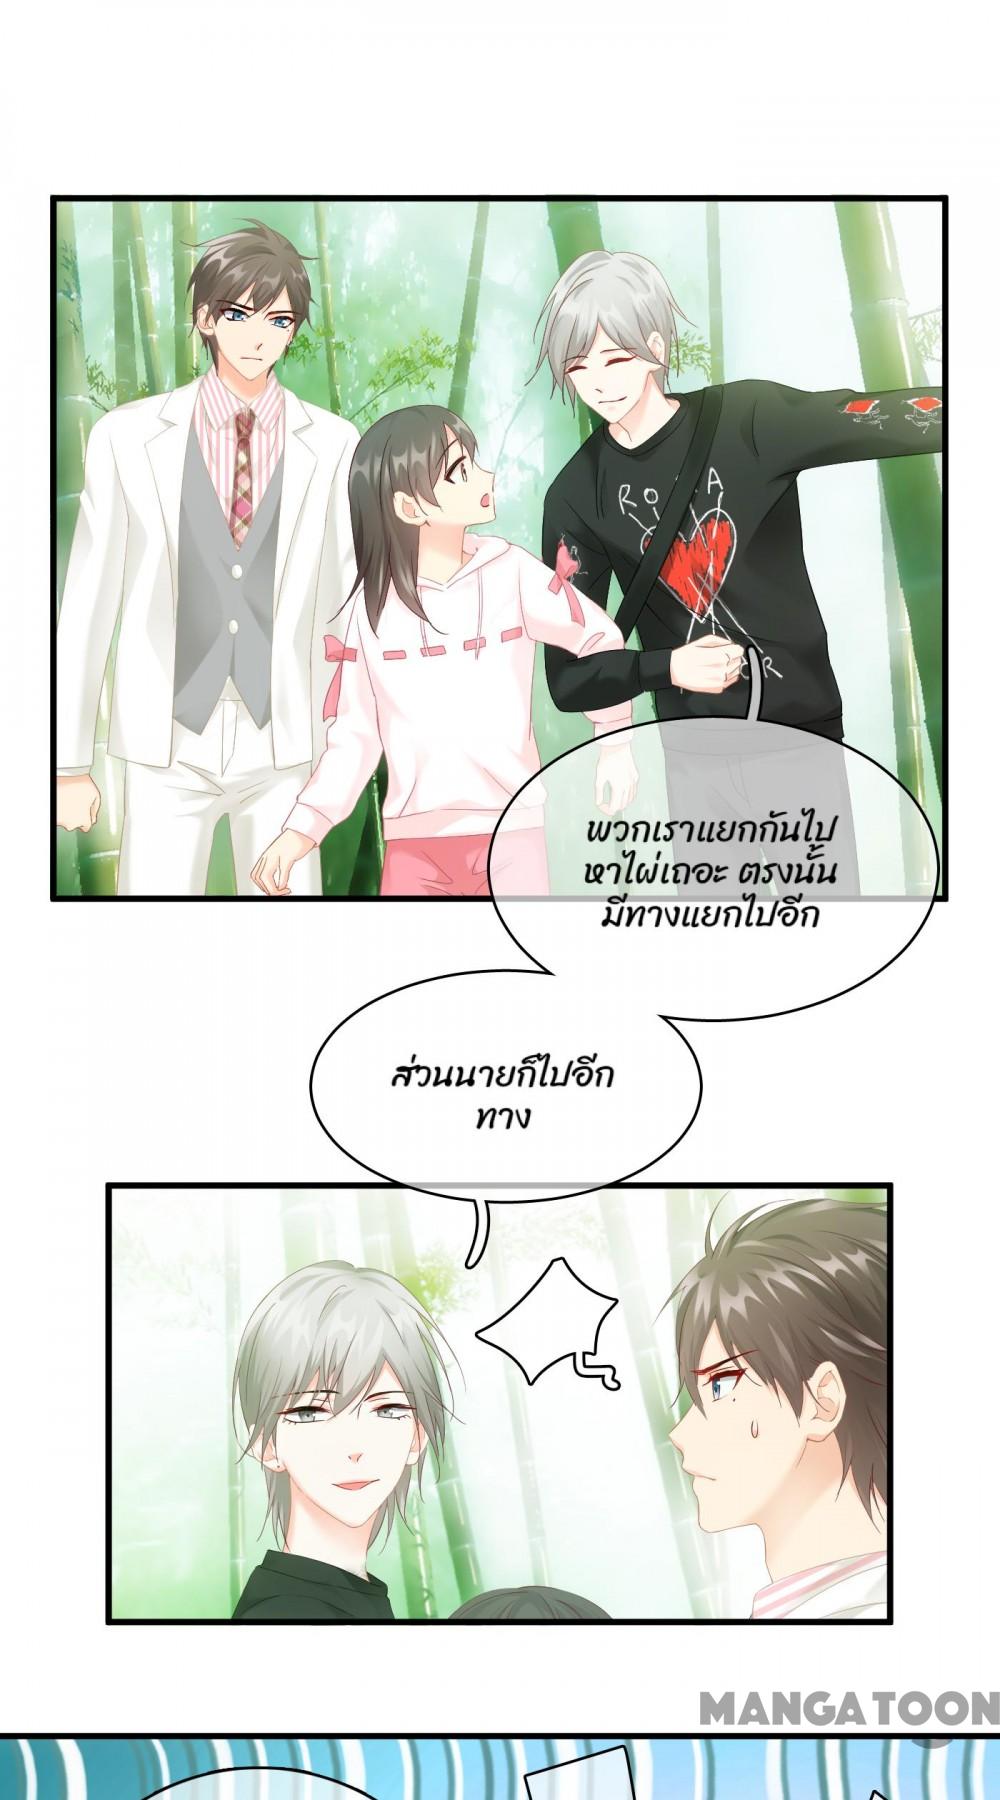 R O A
OR
พวกเราแยกกันไป
หาไผ่เถอะ ตรงนั้น
มีทางแยกไปอีก
ส่วนนายก็ไปอีก
ทาง
MANGATOON